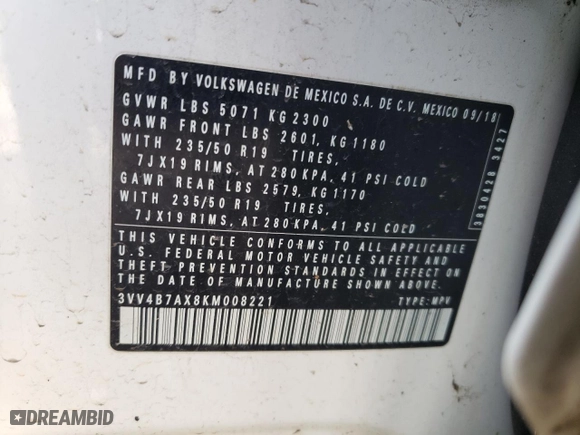 MFD BY VOLKSWAGEN DE MEXICO S.A. DE C.V. MEXICO 09/18
GVWR LBS 5071 KG 2300
GAWR FRONT LBS 2601, KG 1180
WITH 235/50 R19 TIRES,
7JX19 RIMS, AT 280 KPA, 41 PSI COLD
GAWR REAR LBS 2579, KG 1170
WITH 235/50 R19 TIRES,
7JX19 RIMS, AT 280 KPA, 41 PSI COLD
THIS VEHICLE CONFORMS TO ALL APPLICABLE
U.S. FEDERAL MOTOR VEHICLE SAFETY AND
THEFT PREVENTION STANDARDS IN EFFECT ON
THE DATE OF MANUFACTURE SHOWN ABOVE.
3VV4B7AX8KM008221 TYPE: MPV
3830428 3427
DREAMBID